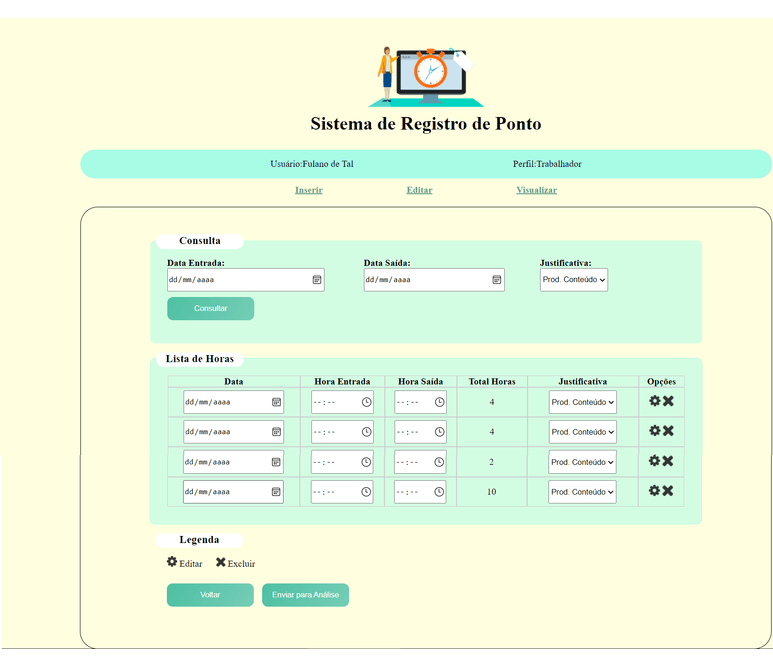 Sistema de Registro de Ponto
Usuário:Fulano de Tal Perfil:Trabalhador
Inserir Editar Visualizar
Consulta
Data Entrada: Data Saída: Justificativa:
dd/mm/aaaa dd/mm/aaaa Prod. Conteúdo
Consultar
Lista de Horas
Data Hora Entrada Hora Saída Total Horas Justificativa Opções
dd/mm/aaaa --:-- --:-- 4 Prod. Conteúdo
dd/mm/aaaa --:-- --:-- 4 Prod. Conteúdo
dd/mm/aaaa --:-- --:-- 2 Prod. Conteúdo
dd/mm/aaaa --:-- --:-- 10 Prod. Conteúdo
Legenda
Editar Excluir
Voltar Enviar para Análise